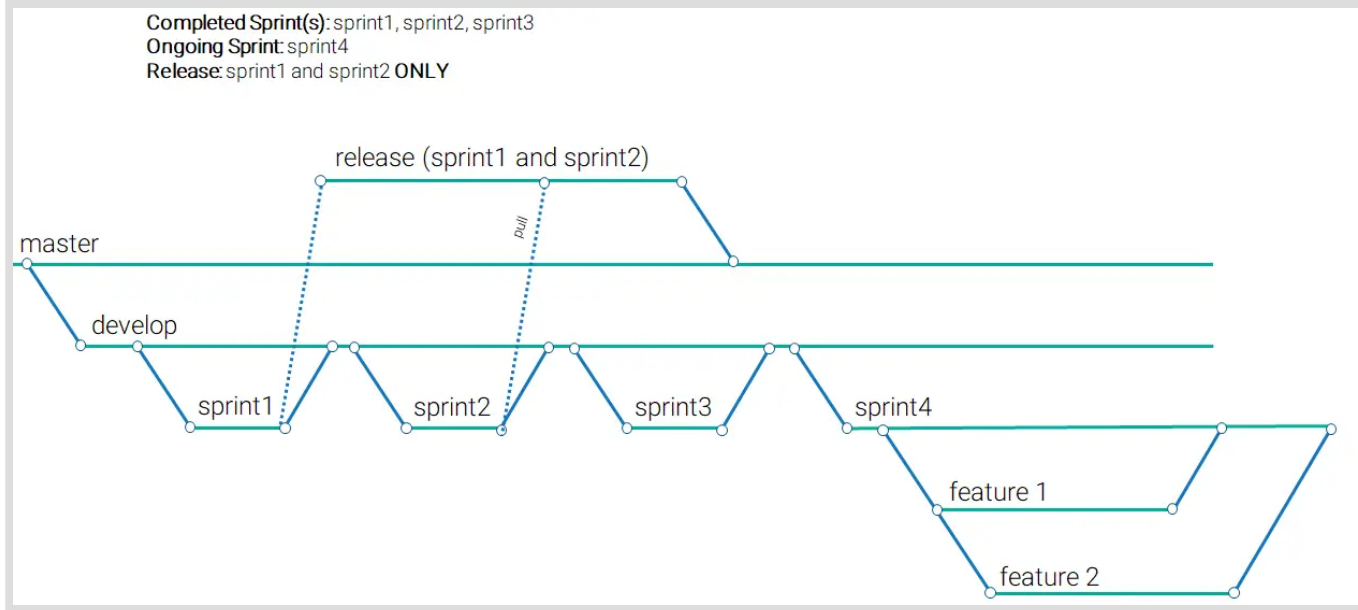 Completed Sprint(s): sprint1, sprint2, sprint3
Ongoing Sprint: sprint4
Release: sprint1 and sprint2 ONLY
release (sprint1 and sprint2)
pull
master
develop
sprint1
sprint2
sprint3
sprint4
feature 1
feature 2